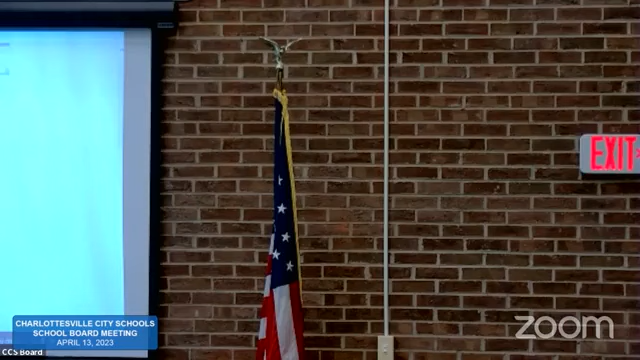 EXIT
CHARLOTTESVILLE CITY SCHOOLS
SCHOOL BOARD MEETING
APRIL 13, 2023
CCS Board
zoom